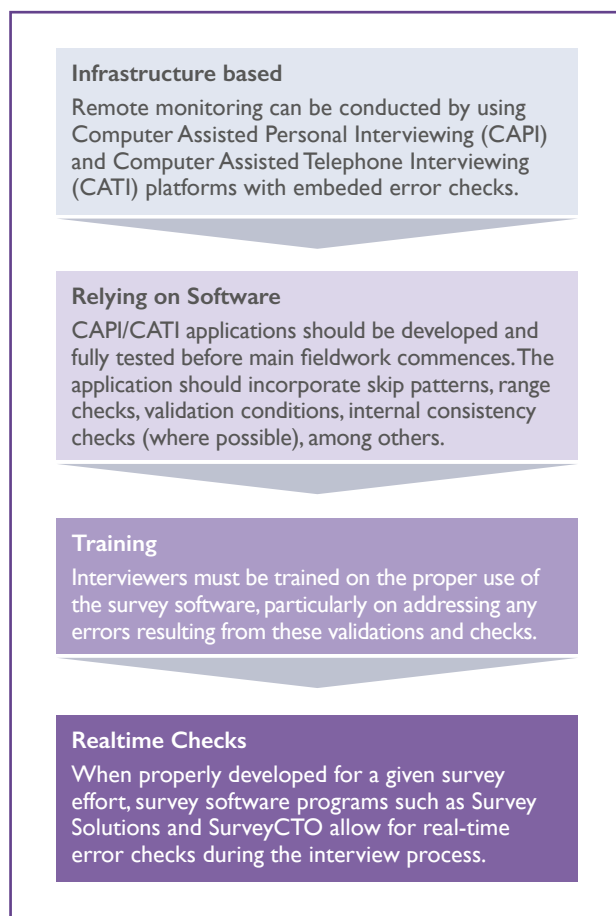 Infrastructure based
Remote monitoring can be conducted by using
Computer Assisted Personal Interviewing (CAPI)
and Computer Assisted Telephone Interviewing
(CATI) platforms with embeded error checks.
Relying on Software
CAPI/CATI applications should be developed and
fully tested before main fieldwork commences. The
application should incorporate skip patterns, range
checks, validation conditions, internal consistency
checks (where possible), among others.
Training
Interviewers must be trained on the proper use of
the survey software, particularly on addressing any
errors resulting from these validations and checks.
Realtime Checks
When properly developed for a given survey
effort, survey software programs such as Survey
Solutions and SurveyCTO allow for real-time
error checks during the interview process.